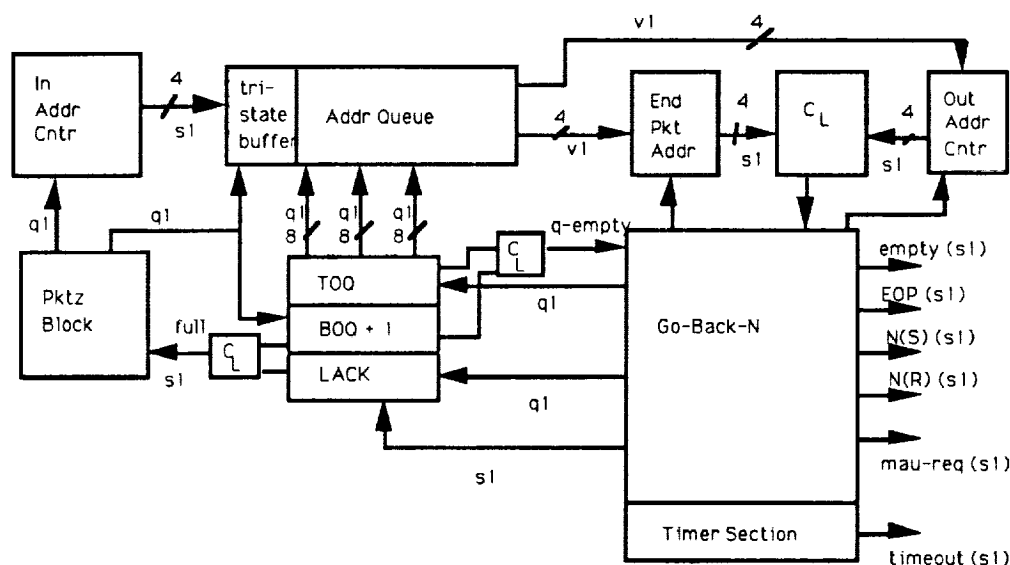 In
Addr
Cntr
4
s1
tri-
state
buffer
Addr Queue
v1
4
4
v1
End
Pkt
Addr
4
s1
C L
4
s1
Out
Addr
Cntr
q1
q1
q1
8
q1
8
q1
8
q-empty
C L
Pktz
Block
full
s1
C L
TOQ
BOQ + 1
LACK
q1
q1
s1
Go-Back-N
Timer Section
empty (s1)
EOP (s1)
N(S) (s1)
N(R) (s1)
mau-req (s1)
timeout (s1)